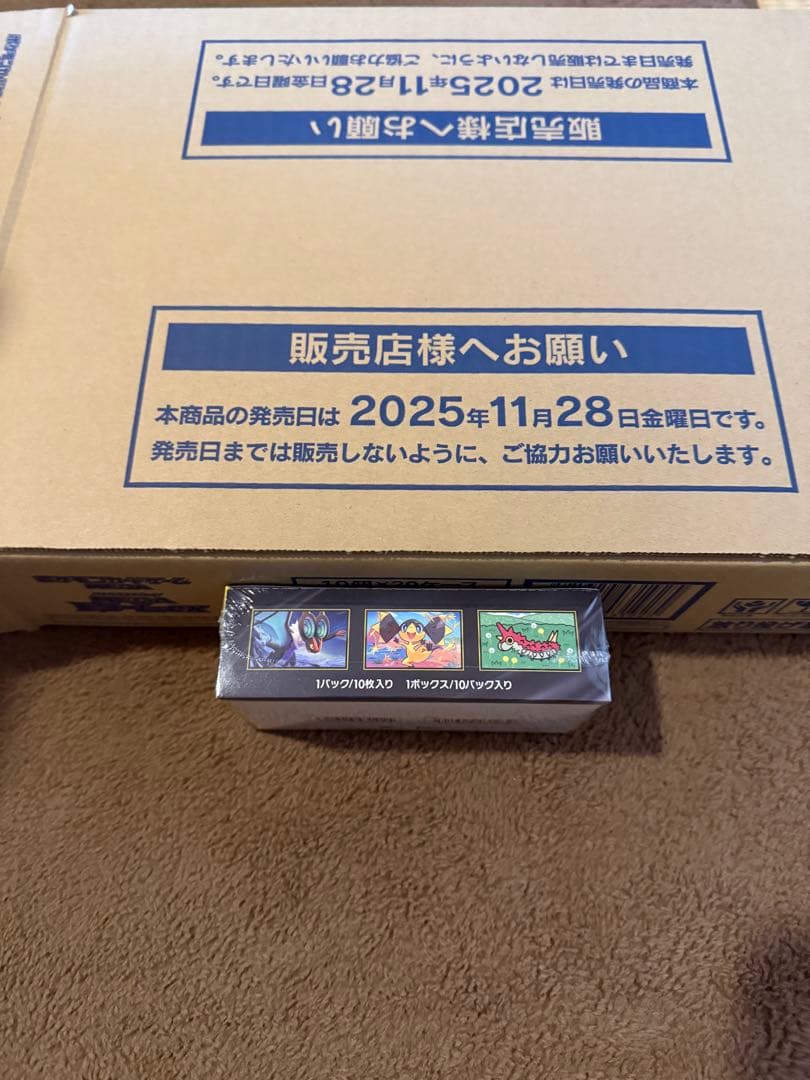 販売店様へお願い
本商品の発売日は2025年11月28日金曜日です。
発売日までは販売しないように、ご協力お願いいたします。
販売店様へお願い
本商品の発売日は 2025年11月28日金曜日です。
発売日までは販売しないように、ご協力お願いいたします。
1パック/10枚入り 1ボックス/10パック入り